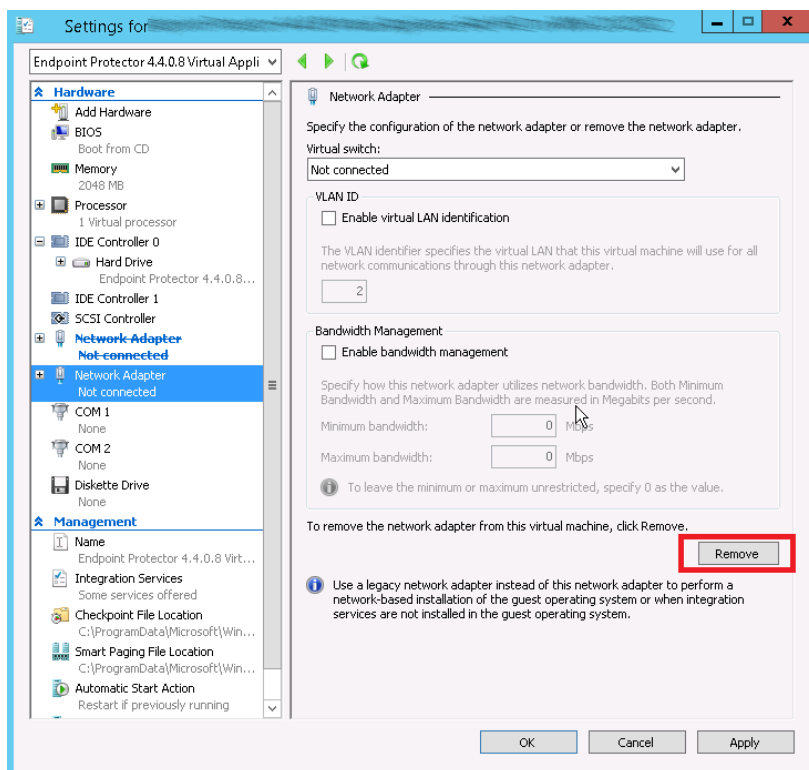 Settings for
Endpoint Protector 4.4.0.8 Virtual Appli
Hardware
Add Hardware
BIOS
Boot from CD
Memory
2048 MB
Processor
1 Virtual processor
IDE Controller 0
Hard Drive
Endpoint Protector 4.4.0.8...
IDE Controller 1
SCSI Controller
Network Adapter
Not connected
Network Adapter
Not connected
COM 1
None
COM 2
None
Diskette Drive
None
Management
Name
Endpoint Protector 4.4.0.8 Virt...
Integration Services
Some services offered
Checkpoint File Location
C:\ProgramData\Microsoft\Win...
Smart Paging File Location
C:\ProgramData\Microsoft\Win...
Automatic Start Action
Restart if previously running
Network Adapter
Specify the configuration of the network adapter or remove the network adapter.
Virtual switch:
Not connected
VLAN ID
Enable virtual LAN identification
The VLAN identifier specifies the virtual LAN that this virtual machine will use for all
network communications through this network adapter.
2
Bandwidth Management
Enable bandwidth management
Specify how this network adapter utilizes network bandwidth. Both Minimum
Bandwidth and Maximum Bandwidth are measured in Megabits per second.
Minimum bandwidth: 0 Mbps
Maximum bandwidth: 0 Mbps
To leave the minimum or maximum unrestricted, specify 0 as the value.
To remove the network adapter from this virtual machine, click Remove.
Remove
Use a legacy network adapter instead of this network adapter to perform a
network-based installation of the guest operating system or when integration
services are not installed in the guest operating system.
OK Cancel Apply